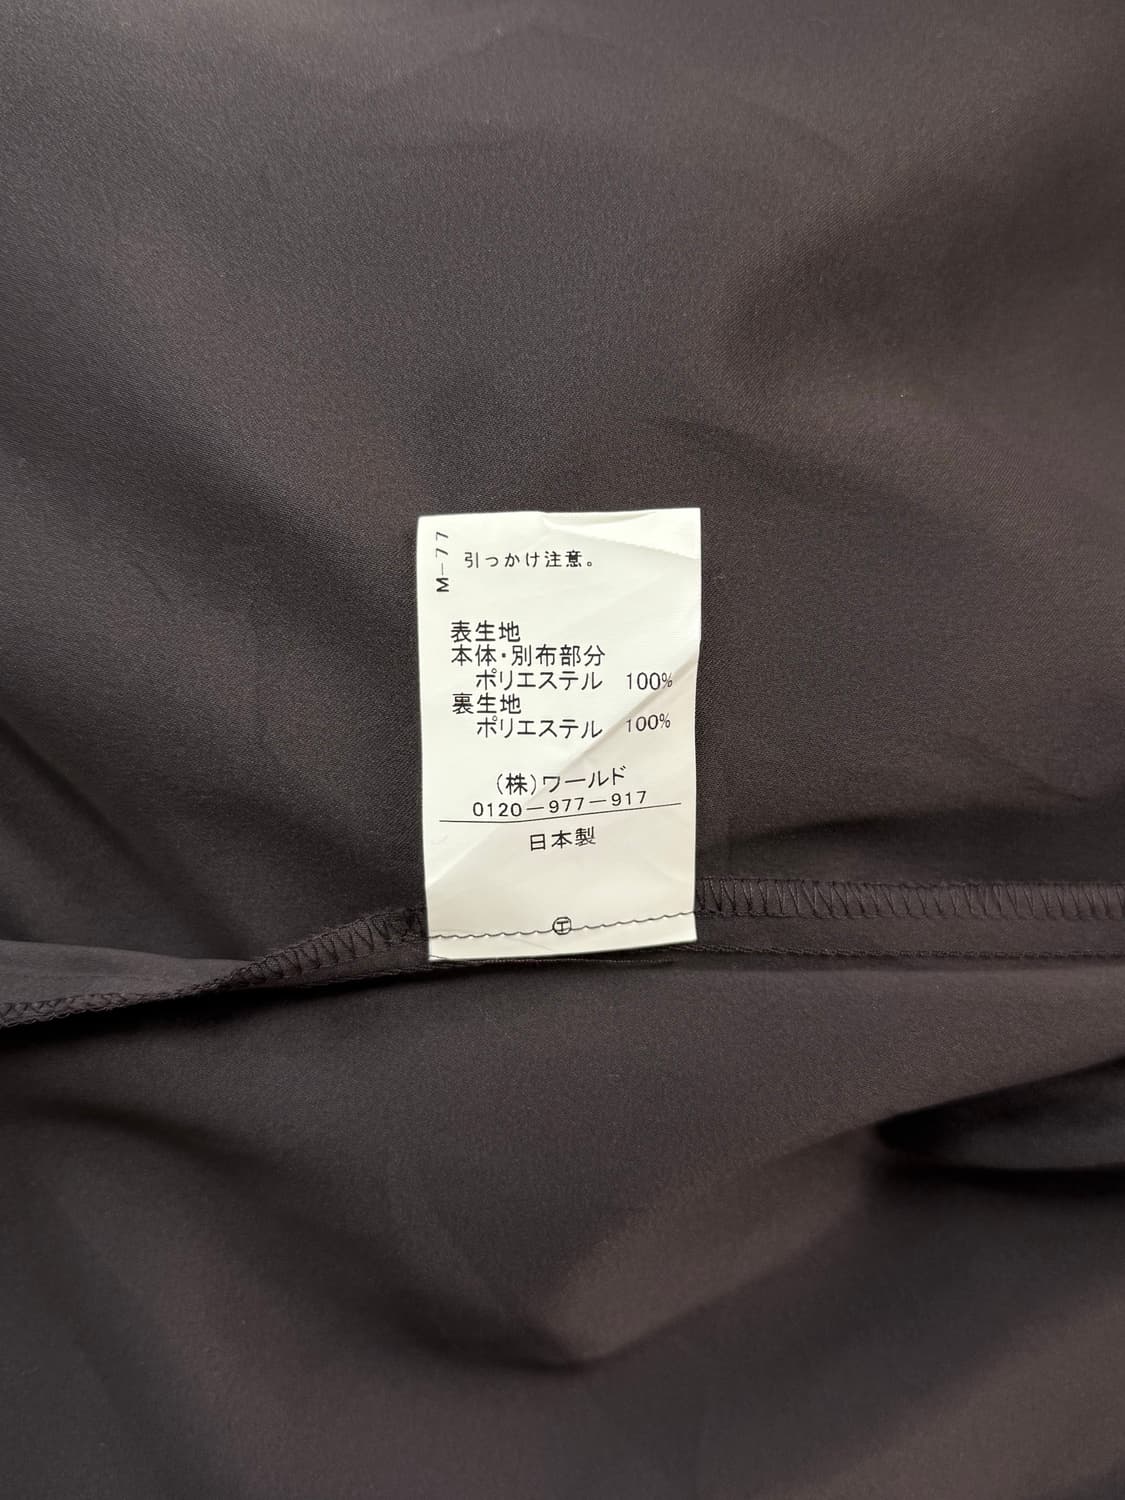 M-77
引っかけ注意。
表生地
本体・別布部分
ポリエステル 100%
裏生地
ポリエステル 100%
(株)ワールド
0120-977-917
日本製
Ⓗ